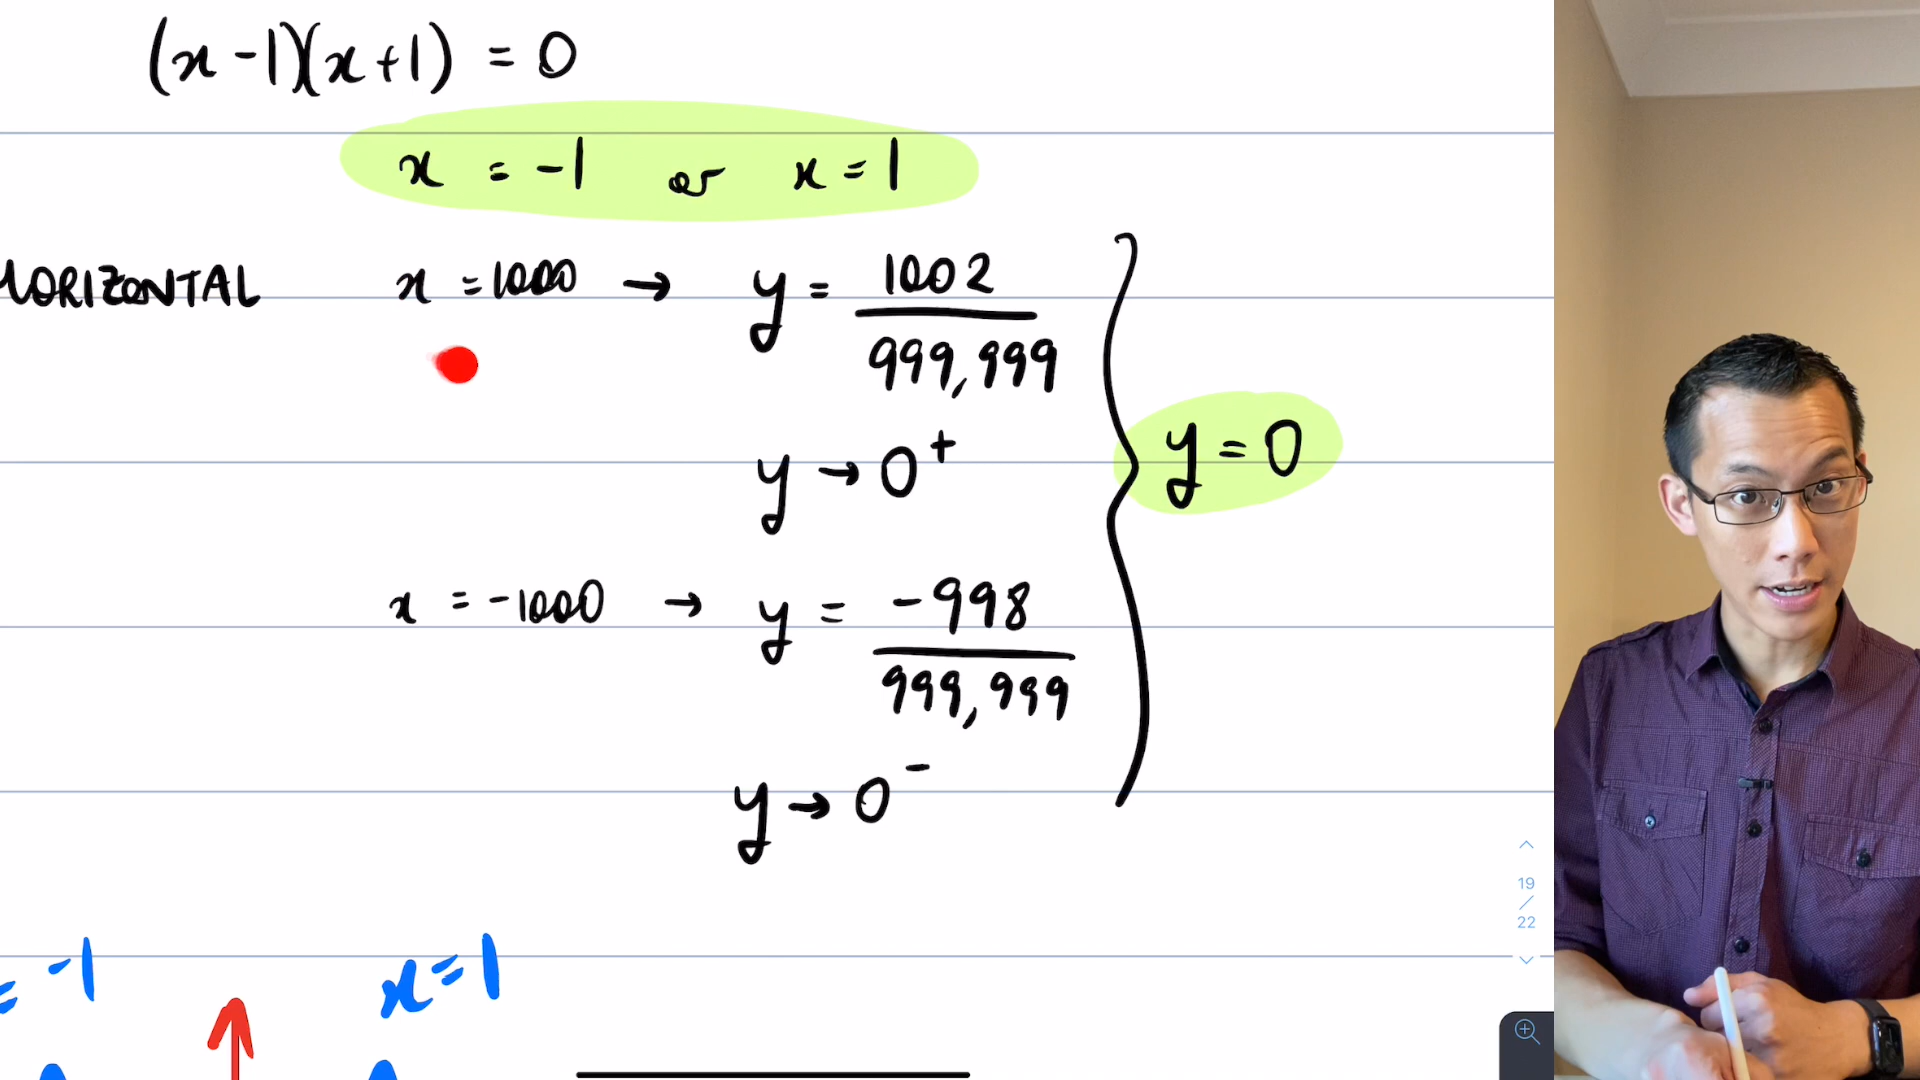 (x-1)(x+1) = 0
x = -1 or x = 1
HORIZONTAL x = 1000 → y = 1002/999,999
y → 0⁺
y = 0
x = -1000 → y = -998/999,999
y → 0⁻
= -1 x = 1
19
/
22